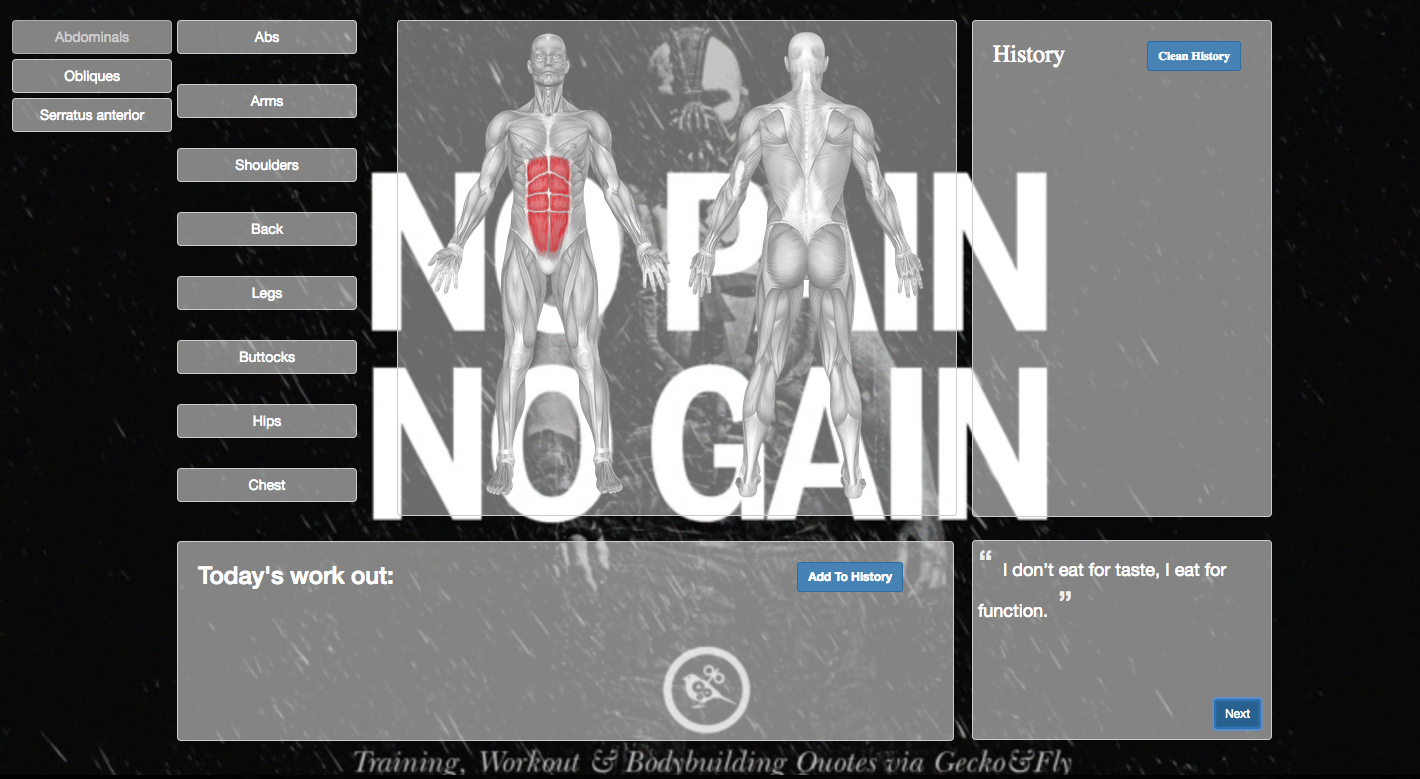 Abdominals
Obliques
Serratus anterior
Abs
Arms
Shoulders
Back
Legs
Buttocks
Hips
Chest
NO PAIN
NO GAIN
History
Clean History
Today's work out:
Add To History
“ I don’t eat for taste, I eat for
function. ”
Next
Training, Workout & Bodybuilding Quotes via Gecko&Fly